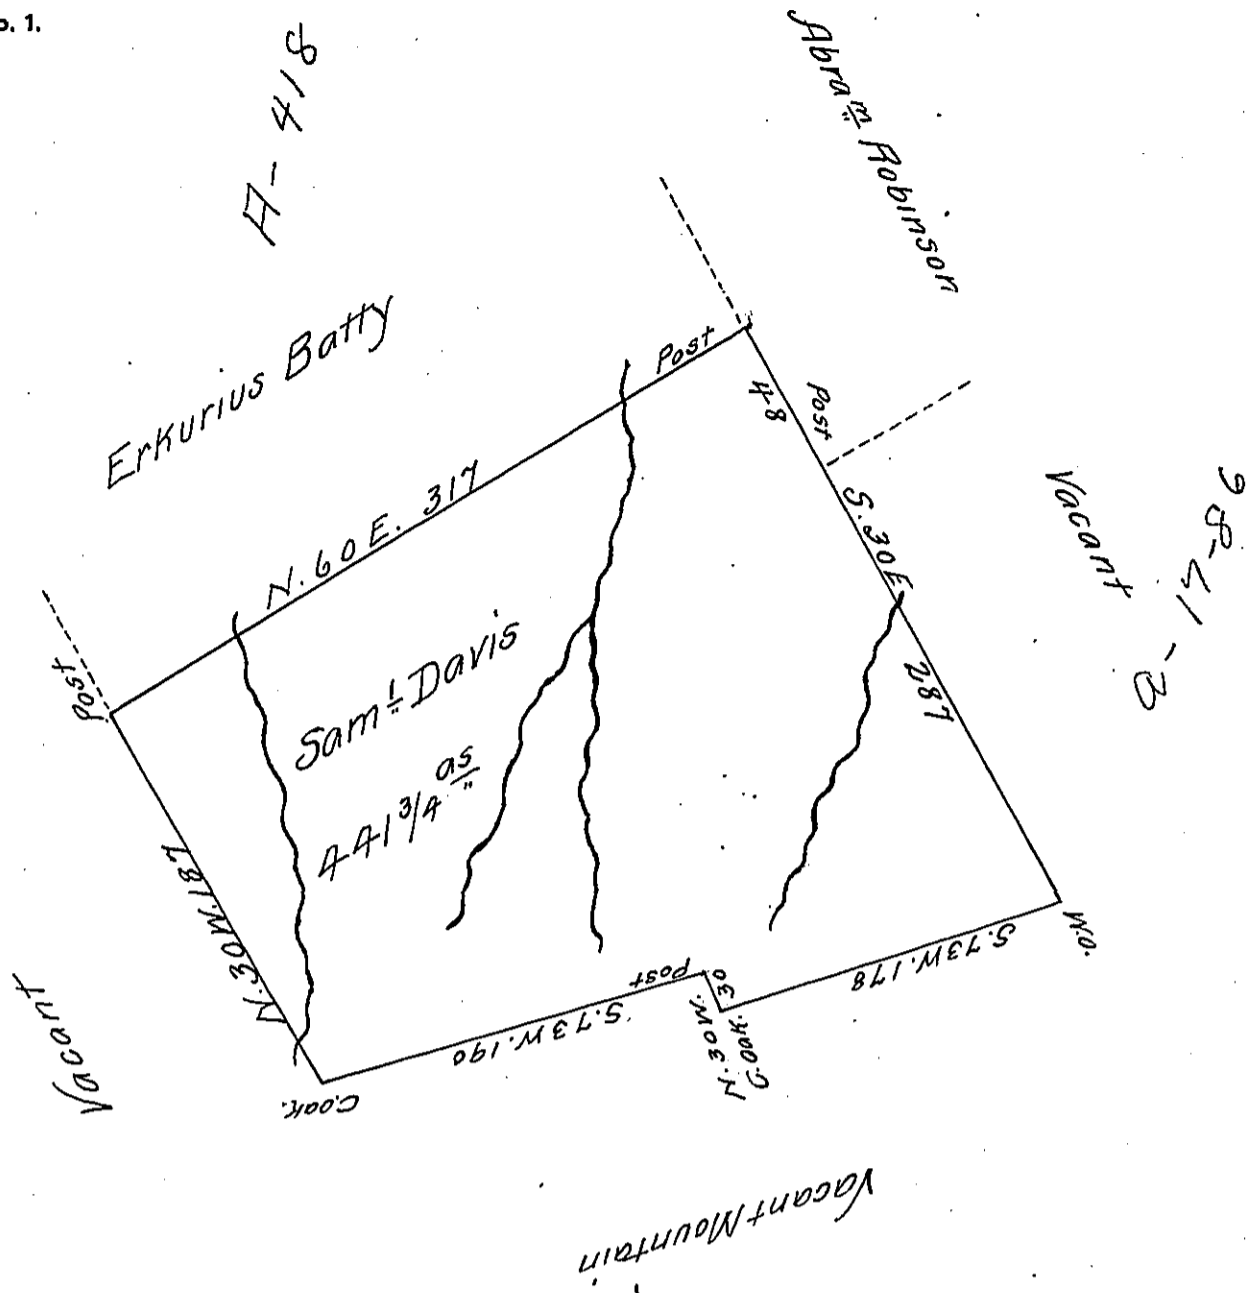 o. 1.
A-418
Abram Robinson
Erkurius Batty
Post
48
Post
N. 60 E. 317
S. 30 E
Vacant
B-17-86
Post
Sam.l Davis
441 3/4 as
287
N. 30 W. 187
Vacant
C.oak.
S. 73 W. 190
Post
N. 30 W. 30
C.oak.
S. 73 W. 178
W.O.
Vacant Mountain